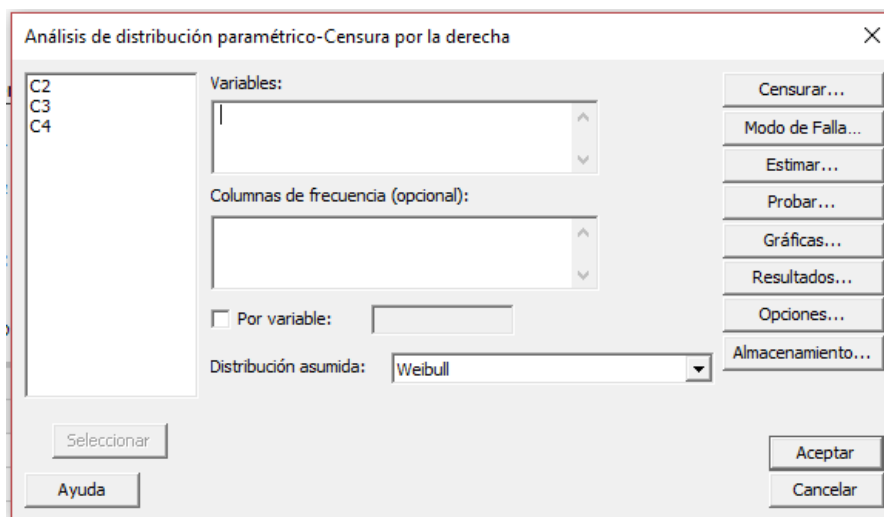 Análisis de distribución paramétrico-Censura por la derecha
C2
C3
C4
Variables:
Columnas de frecuencia (opcional):
Por variable:
Distribución asumida:
Weibull
Censurar...
Modo de Falla...
Estimar...
Probar...
Gráficas...
Resultados...
Opciones...
Almacenamiento...
Seleccionar
Ayuda
Aceptar
Cancelar